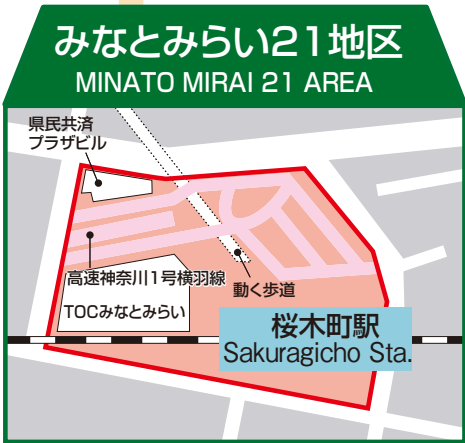 みなとみらい21地区
MINATO MIRAI 21 AREA
県民共済
プラザビル
高速神奈川1号横羽線
動く歩道
TOCみなとみらい
桜木町駅
Sakuragicho Sta.